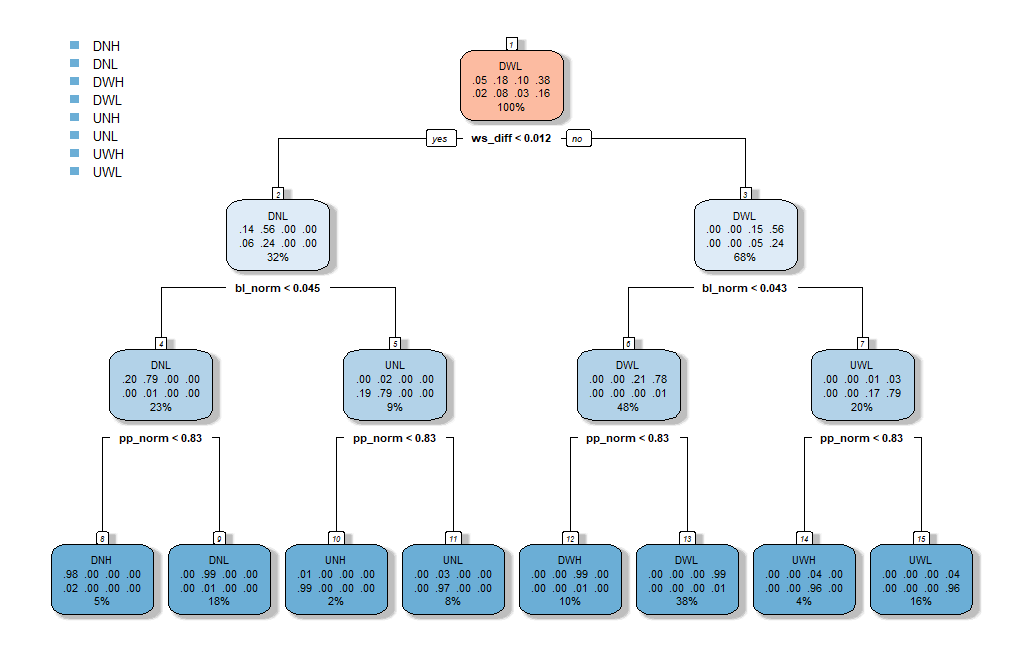 DNH
DNL
DWH
DWL
UNH
UNL
UWH
UWL
1
DWL
.05 .18 .10 .38
.02 .08 .03 .16
100%
yes ws_diff < 0.012 no
2
DNL
.14 .56 .00 .00
.06 .24 .00 .00
32%
3
DWL
.00 .00 .15 .56
.00 .00 .05 .24
68%
bl_norm < 0.045
bl_norm < 0.043
4
DNL
.20 .79 .00 .00
.00 .01 .00 .00
23%
5
UNL
.00 .02 .00 .00
.19 .79 .00 .00
9%
6
DWL
.00 .00 .21 .78
.00 .00 .00 .01
48%
7
UWL
.00 .00 .01 .03
.00 .00 .17 .79
20%
pp_norm < 0.83
pp_norm < 0.83
pp_norm < 0.83
pp_norm < 0.83
8
DNH
.98 .00 .00 .00
.02 .00 .00 .00
5%
9
DNL
.00 .99 .00 .00
.00 .01 .00 .00
18%
10
UNH
.01 .00 .00 .00
.99 .00 .00 .00
2%
11
UNL
.00 .03 .00 .00
.00 .97 .00 .00
8%
12
DWH
.00 .00 .99 .00
.00 .00 .01 .00
10%
13
DWL
.00 .00 .00 .99
.00 .00 .00 .01
38%
14
UWH
.00 .00 .04 .00
.00 .00 .96 .00
4%
15
UWL
.00 .00 .00 .04
.00 .00 .00 .96
16%